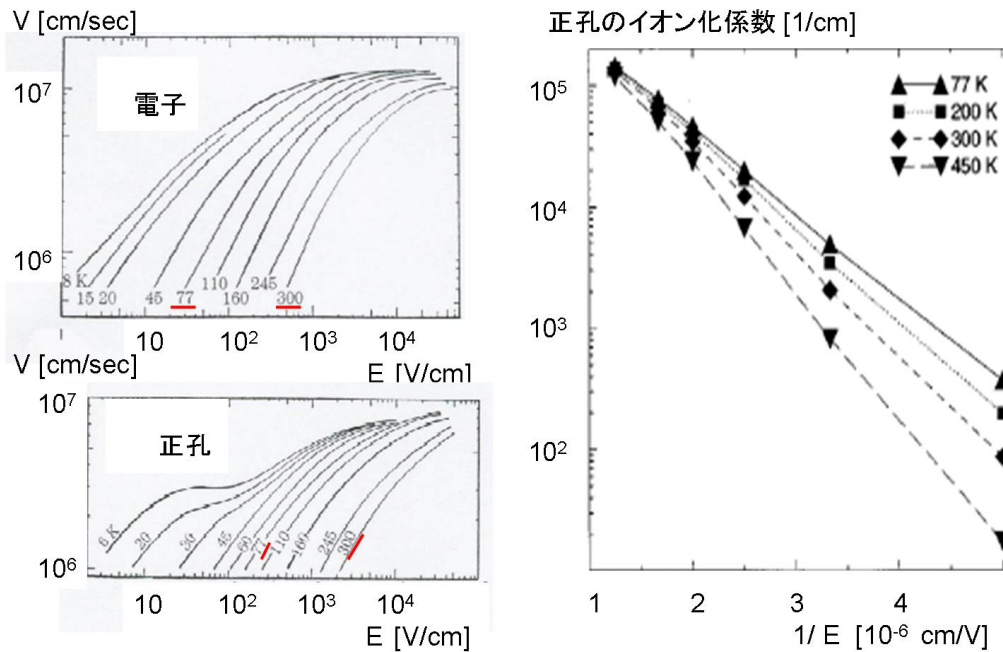 V [cm/sec]
電子
10⁷
10⁶
8 K
15 20 45 77 110 160 245 300
10 10² 10³ 10⁴
E [V/cm]
V [cm/sec]
正孔
10⁷
10⁶
6 K 20 30 45 60 77 110 160 245 300
10 10² 10³ 10⁴
E [V/cm]
正孔のイオン化係数 [1/cm]
77 K
200 K
300 K
450 K
10⁵
10⁴
10³
10²
1 2 3 4
1/ E [10⁻⁶ cm/V]